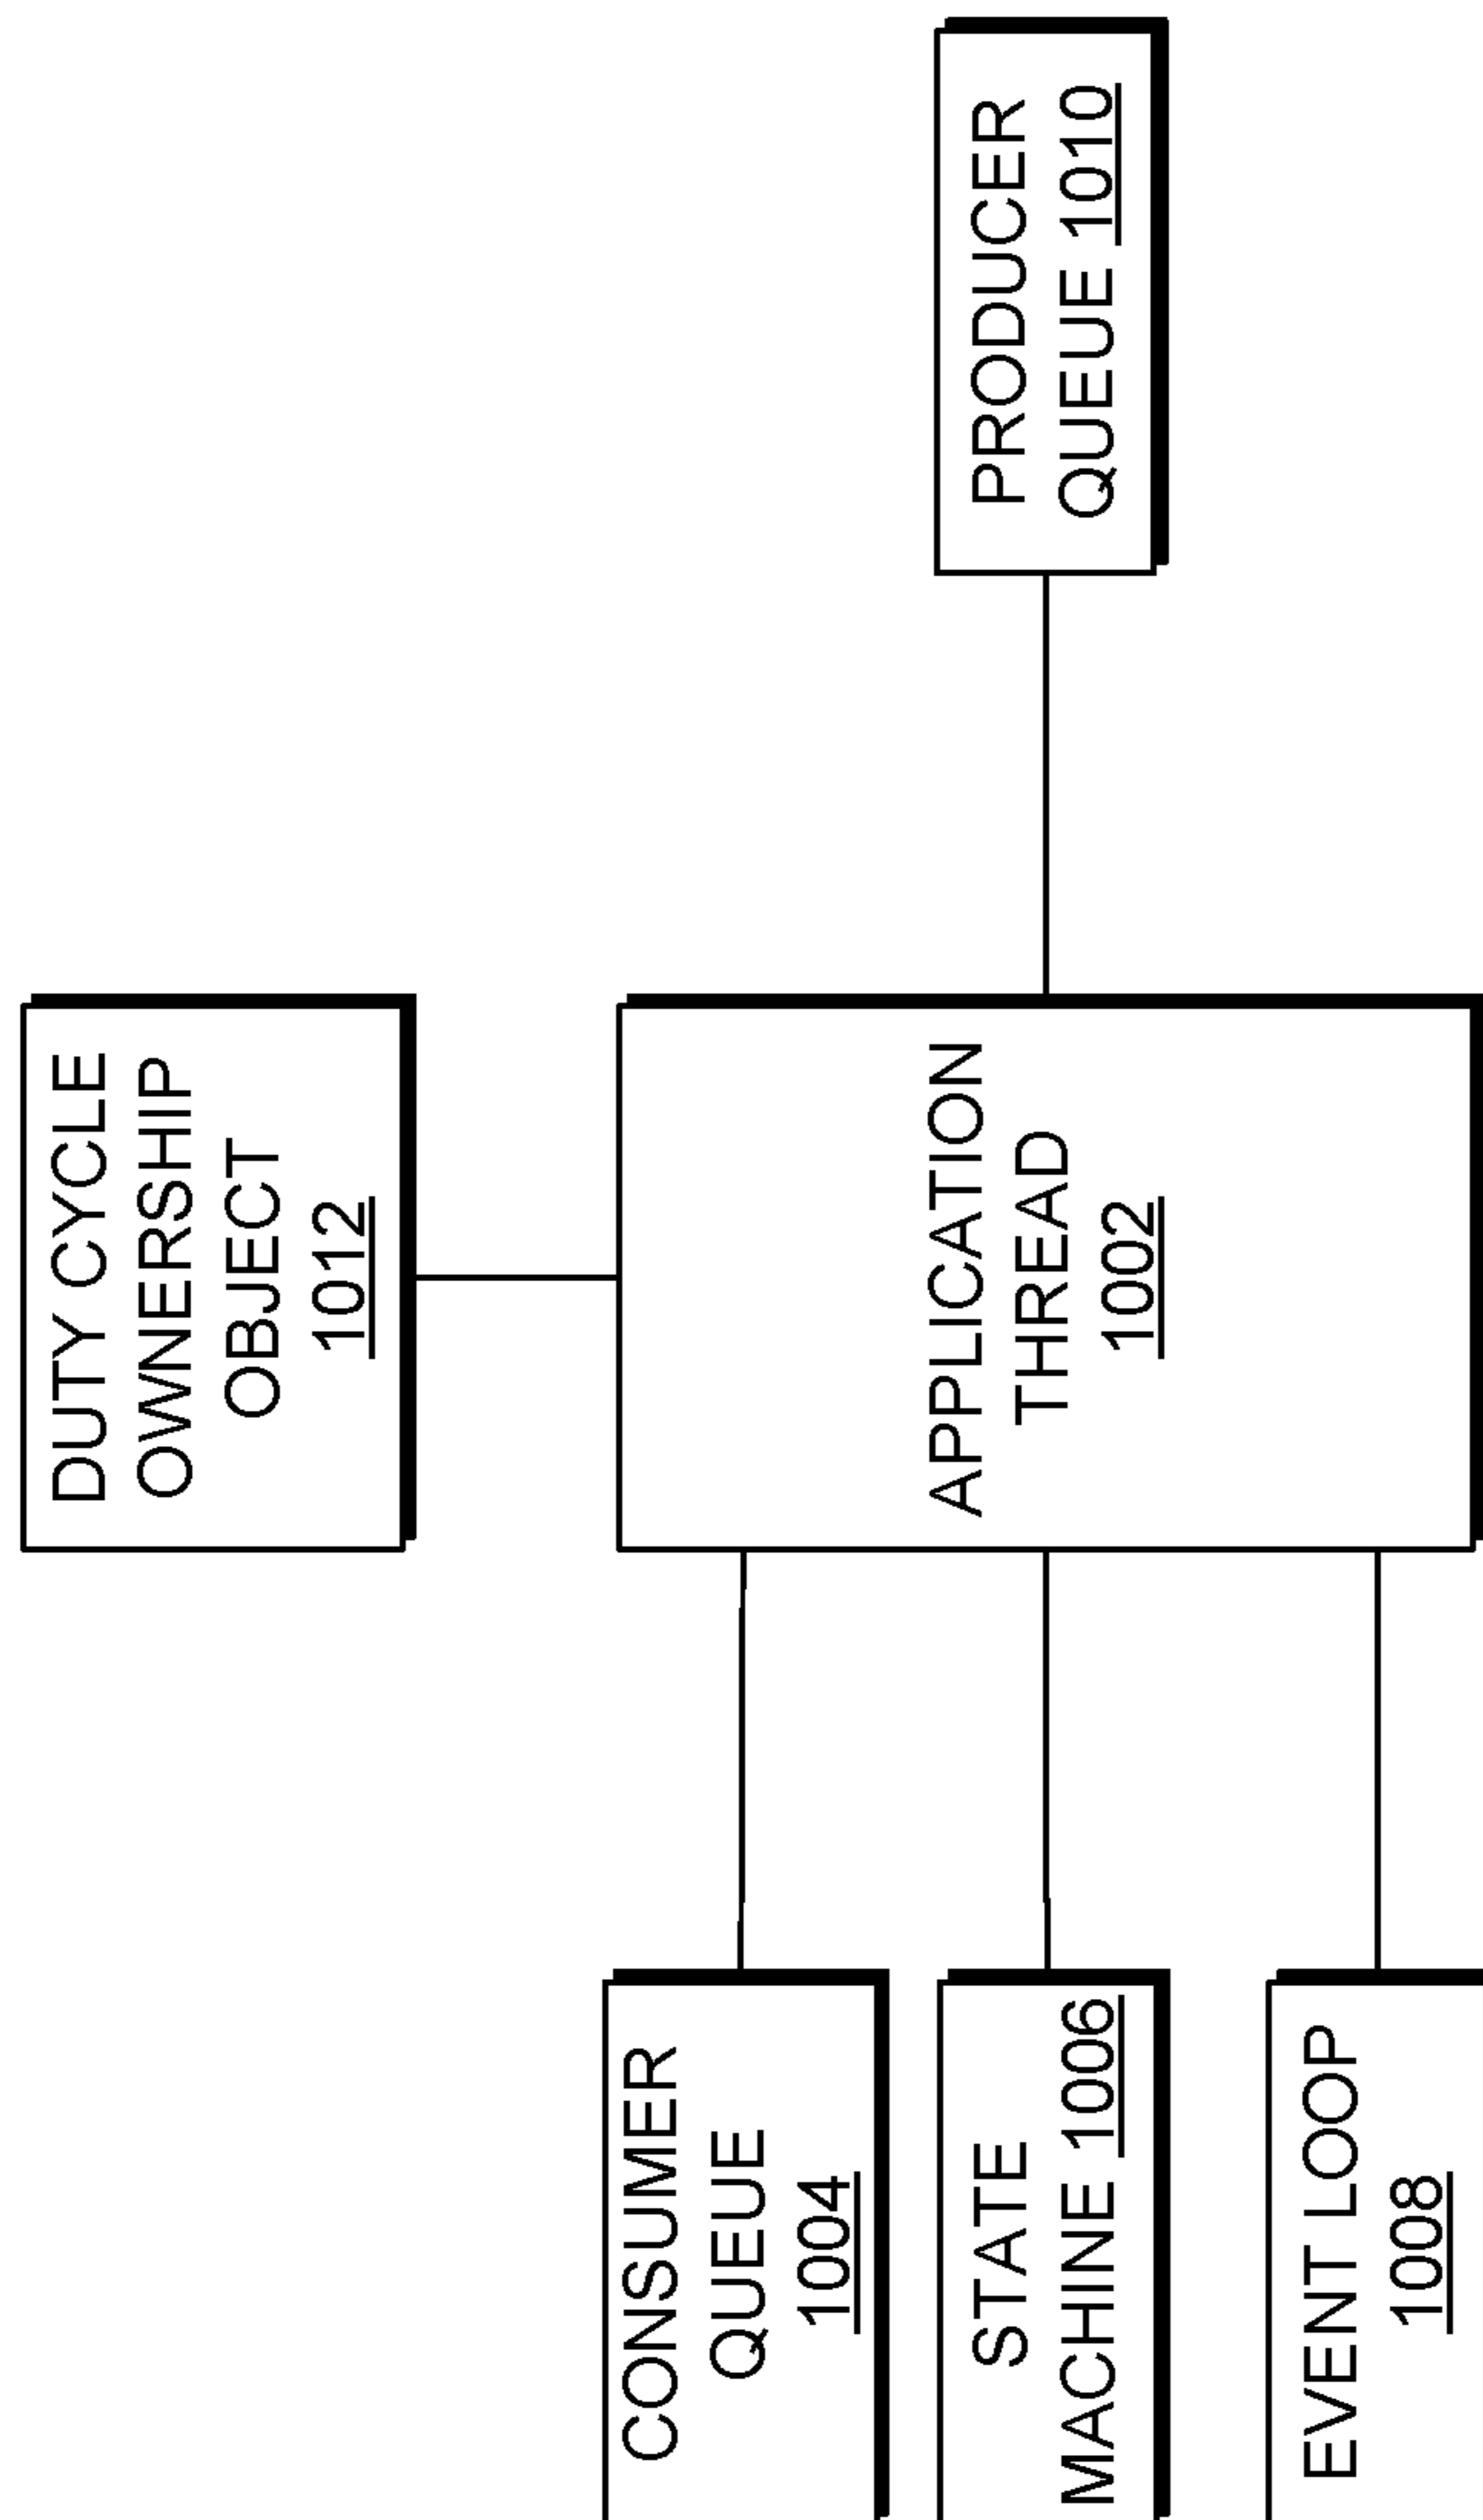 DUTY CYCLE
OWNERSHIP
OBJECT
1012
CONSUMER
QUEUE
1004
APPLICATION
THREAD
1002
STATE
MACHINE 1006
PRODUCER
QUEUE 1010
EVENT LOOP
1008